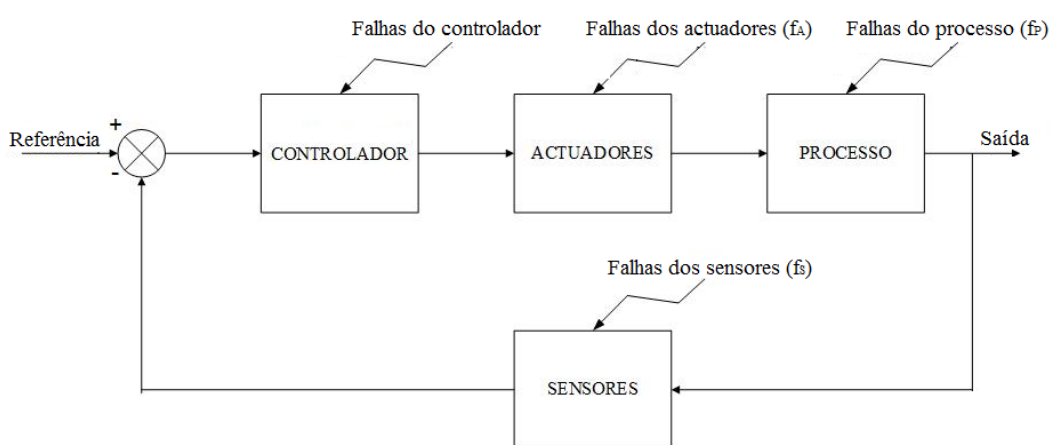 Falhas do controlador
Falhas dos actuadores (fA)
Falhas do processo (fP)
+
Referência
-
CONTROLADOR
ACTUADORES
PROCESSO
Saída
Falhas dos sensores (fS)
SENSORES